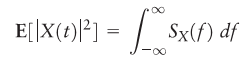 E[|X(t)|²] = ∫_{-∞}^{∞} S_X(f) df